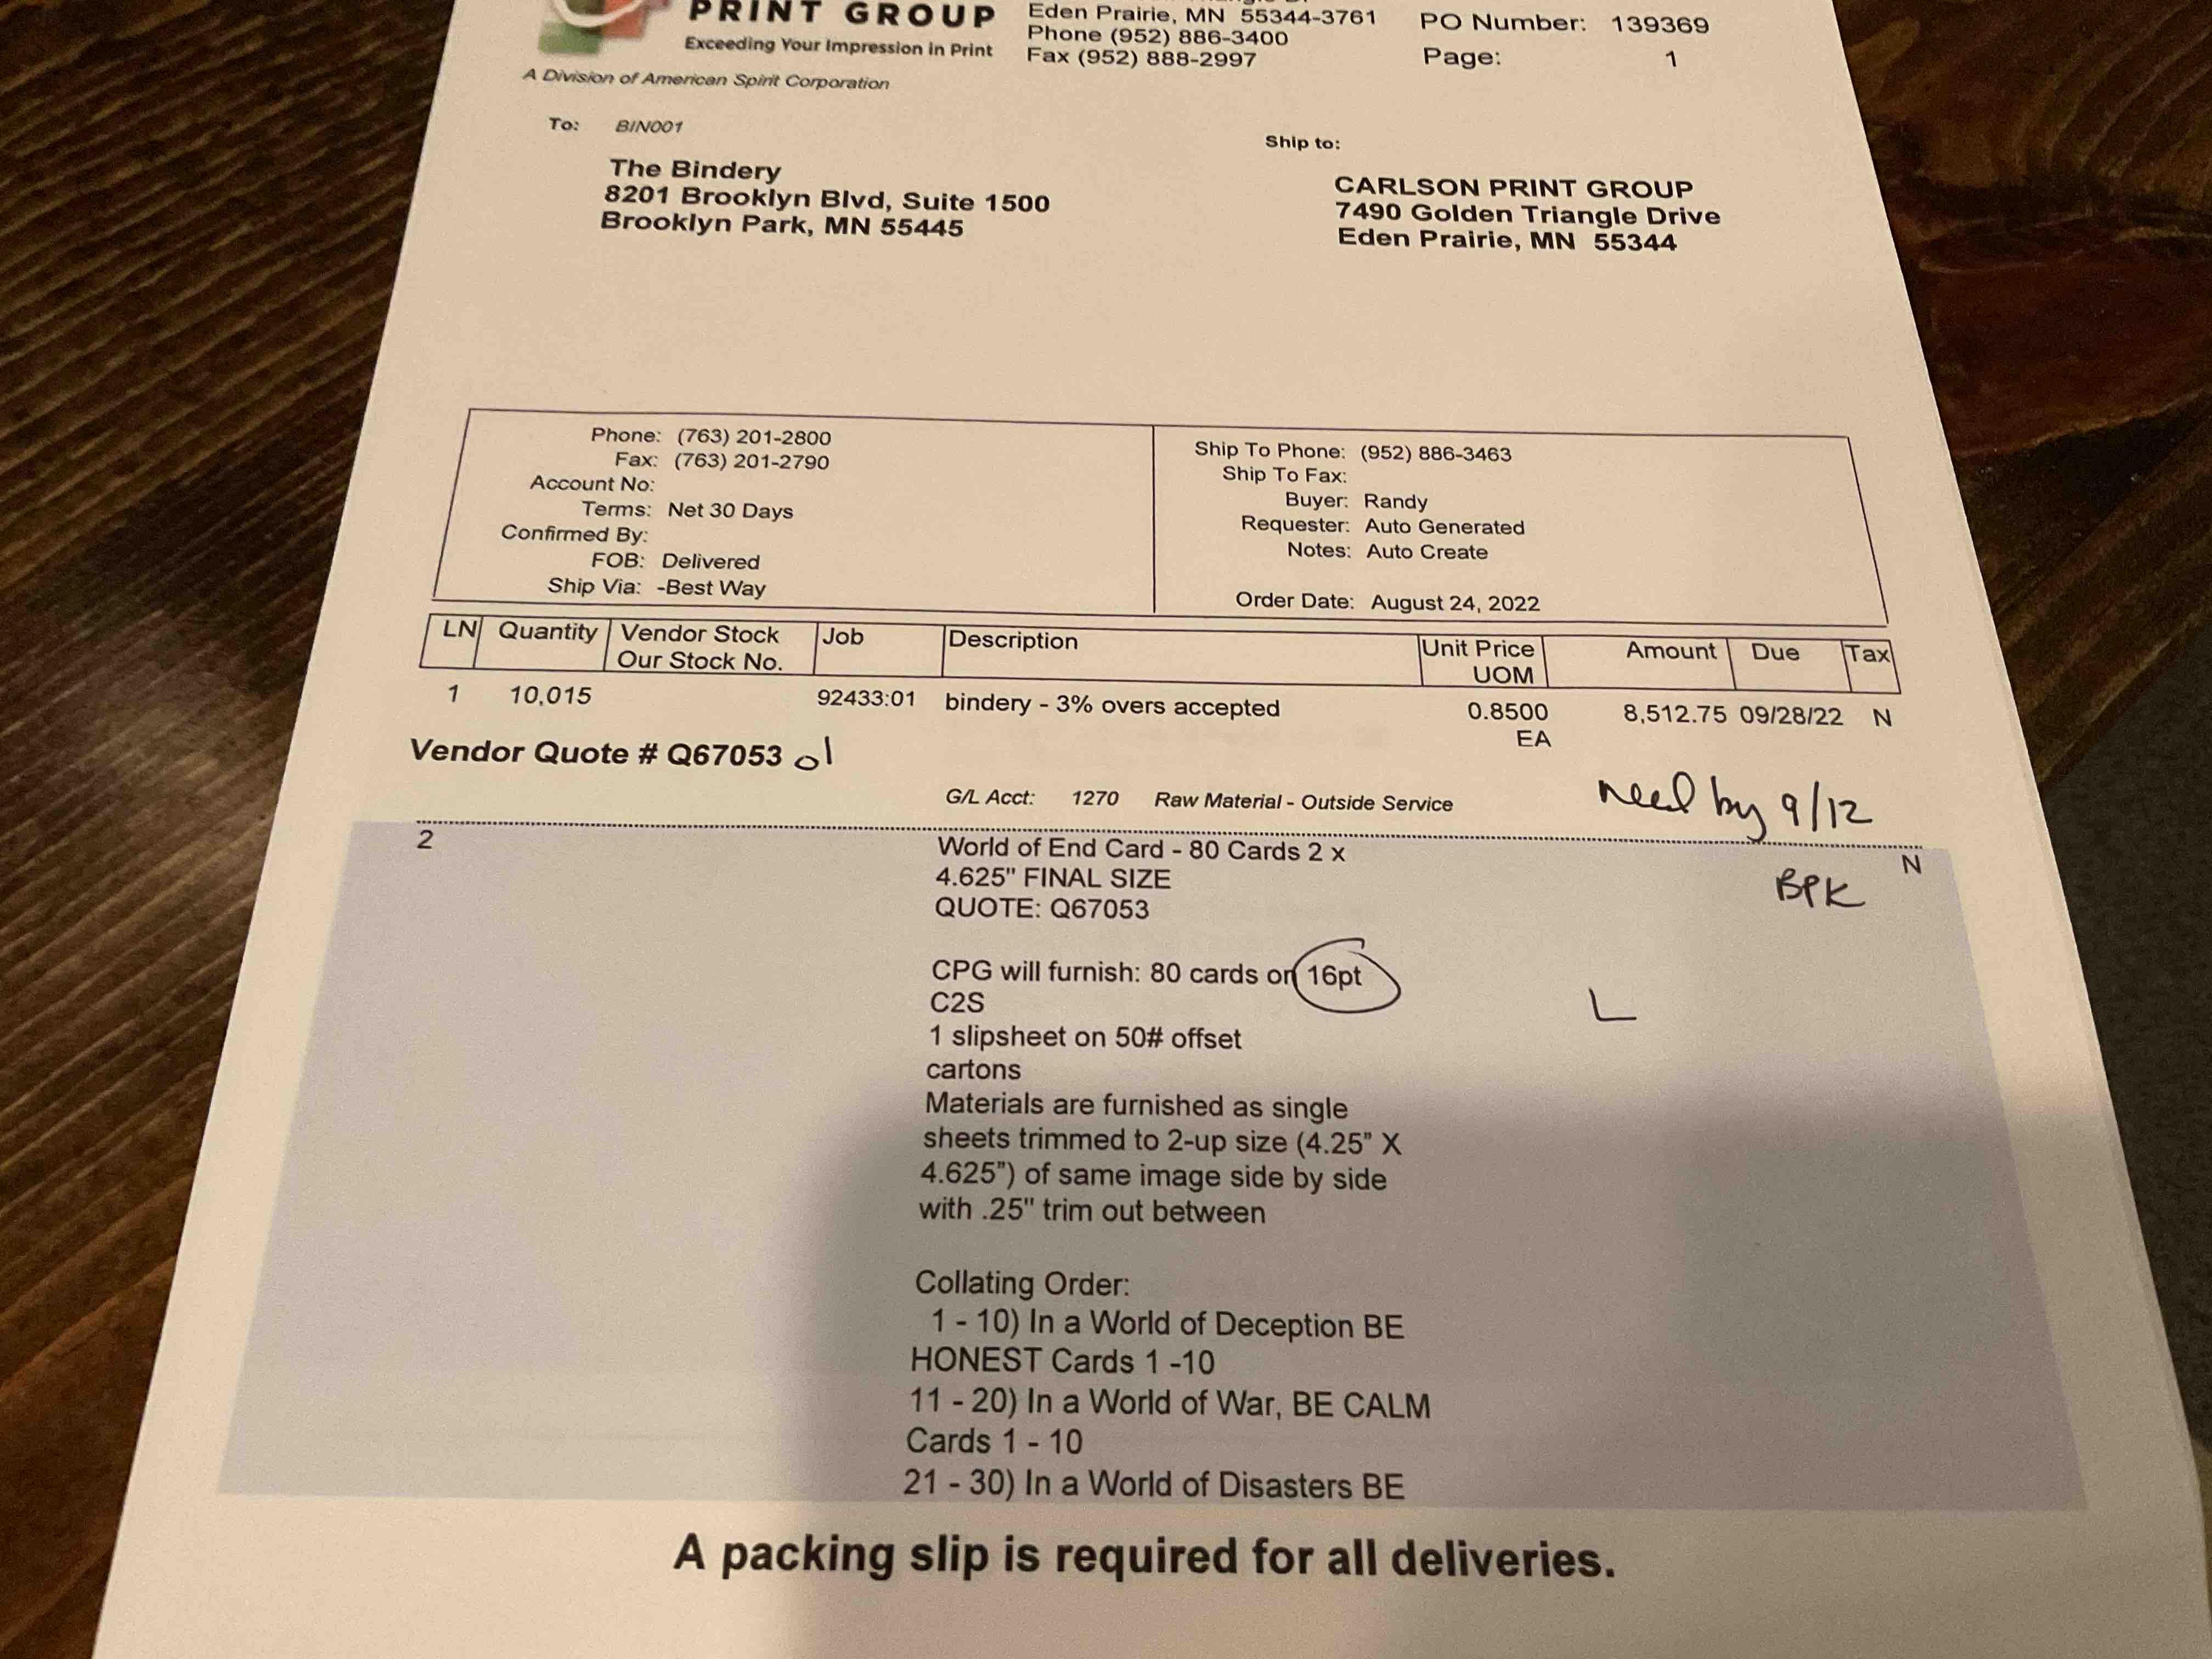 PRINT GROUP
Exceeding Your Impression in Print
A Division of American Spirit Corporation
Eden Prairie, MN 55344-3761
Phone (952) 886-3400
Fax (952) 888-2997
PO Number: 139369
Page: 1
To: BIN001
The Bindery
8201 Brooklyn Blvd, Suite 1500
Brooklyn Park, MN 55445
Ship to:
CARLSON PRINT GROUP
7490 Golden Triangle Drive
Eden Prairie, MN 55344
Phone: (763) 201-2800
Fax: (763) 201-2790
Account No:
Terms: Net 30 Days
Confirmed By:
FOB: Delivered
Ship Via: -Best Way
Ship To Phone: (952) 886-3463
Ship To Fax:
Buyer: Randy
Requester: Auto Generated
Notes: Auto Create
Order Date: August 24, 2022
LN Quantity Vendor Stock Job Description Unit Price Amount Due Tax
Our Stock No. UOM
1 10,015 92433:01 bindery - 3% overs accepted 0.8500 8,512.75 09/28/22 N
EA
Vendor Quote # Q67053 01
G/L Acct: 1270 Raw Material - Outside Service
need by 9/12
2 World of End Card - 80 Cards 2 x N
4.625" FINAL SIZE
BPK
QUOTE: Q67053
CPG will furnish: 80 cards on 16pt
C2S
L
1 slipsheet on 50# offset
cartons
Materials are furnished as single
sheets trimmed to 2-up size (4.25" X
4.625") of same image side by side
with .25" trim out between
Collating Order:
1 - 10) In a World of Deception BE
HONEST Cards 1 -10
11 - 20) In a World of War, BE CALM
Cards 1 - 10
21 - 30) In a World of Disasters BE
A packing slip is required for all deliveries.